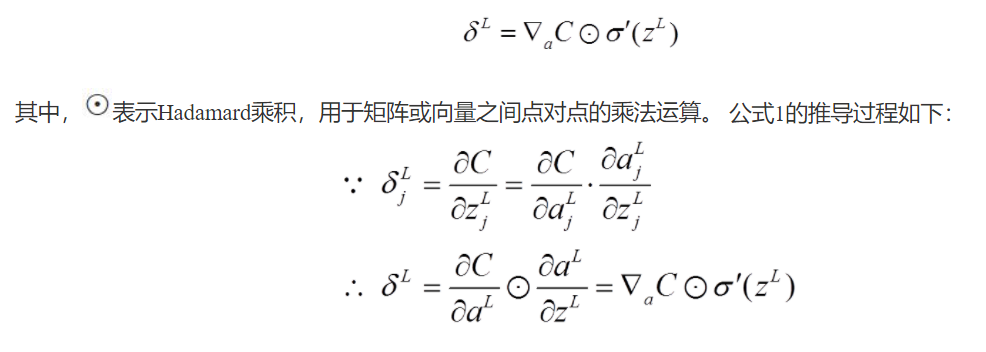 δ^L = ∇_a C ⊙ σ′(z^L)
其中，⊙表示Hadamard乘积，用于矩阵或向量之间点对点的乘法运算。 公式1的推导过程如下：
∵ δ_j^L = ∂C/∂z_j^L = ∂C/∂a_j^L · ∂a_j^L/∂z_j^L
∴ δ^L = ∂C/∂a^L ⊙ ∂a^L/∂z^L = ∇_a C ⊙ σ′(z^L)